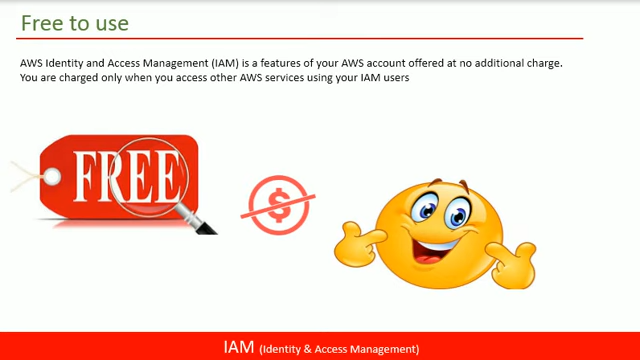 Free to use
AWS Identity and Access Management (IAM) is a features of your AWS account offered at no additional charge.
You are charged only when you access other AWS services using your IAM users
FREE
$
IAM (Identity & Access Management)